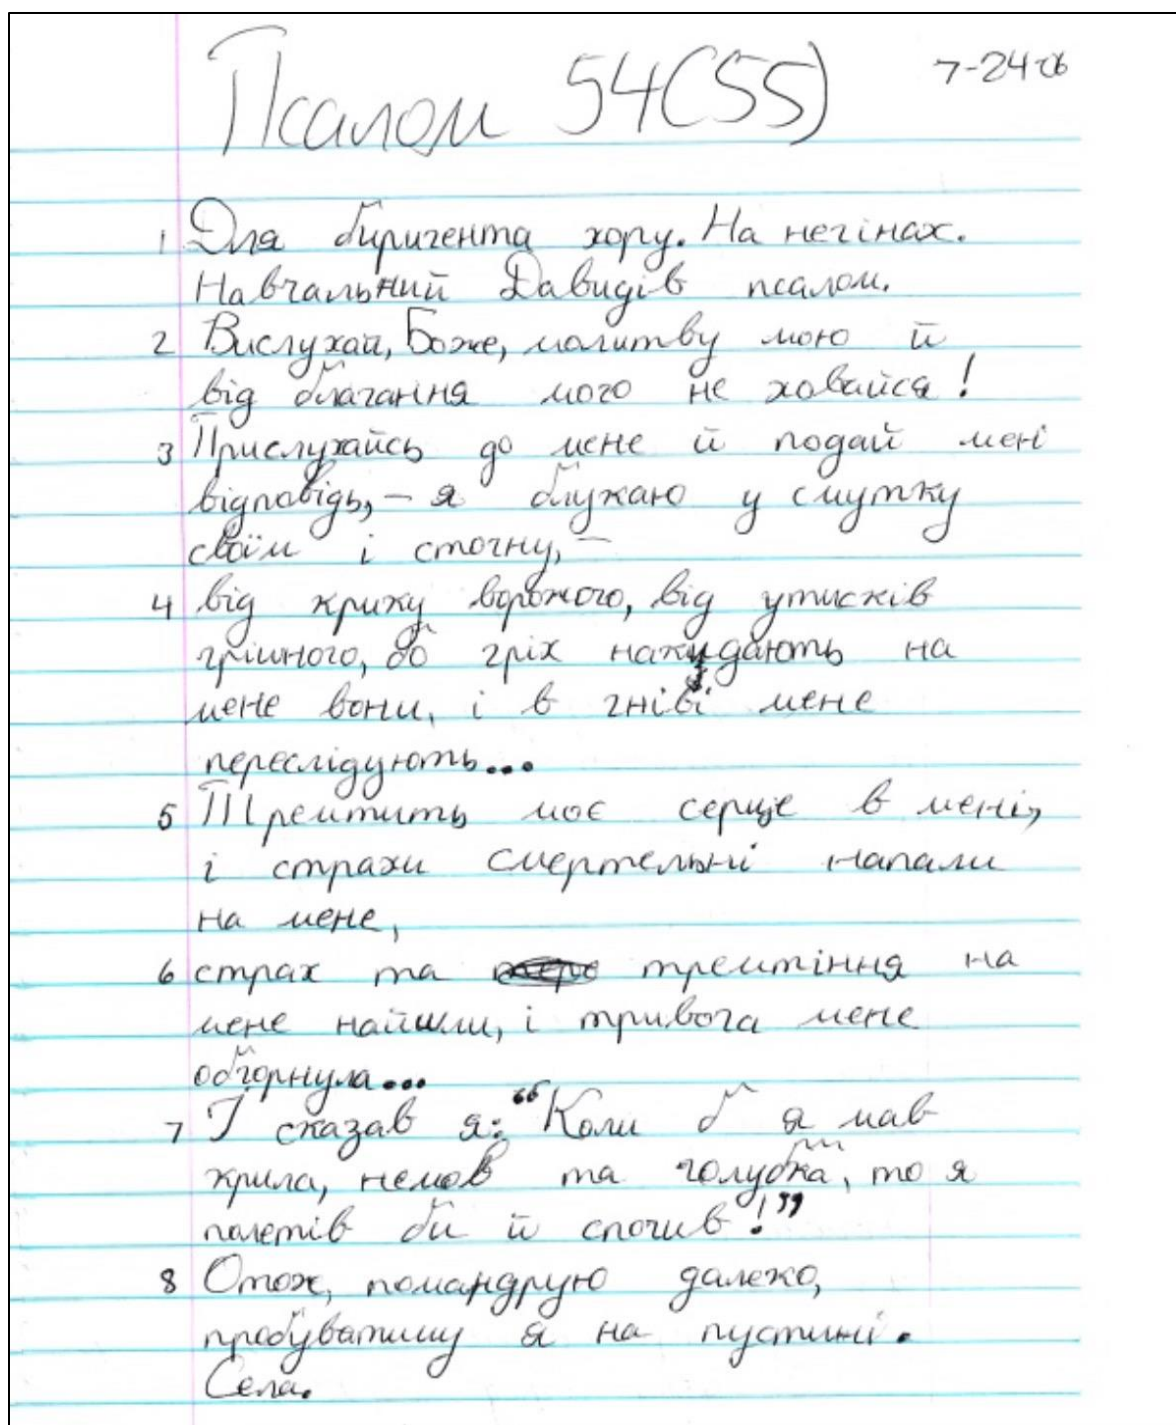 Псалом 54(55) 7-24-06
1 Для диригента хору. На негінах.
Навчальний Давидів псалом.
2 Вислухай, Боже, молитву мою й
від благання мого не ховайся!
3 Прислухайсь до мене й подай мені
відповідь, – я блукаю у смутку
своїм і стогну, –
4 від крику ворожого, від утисків
грішного, бо гріх накидають на
мене вони, і в гніві мене
переслідують...
5 Тремтить моє серце в мені,
і страхи смертельні напали
на мене,
6 страх та тремтіння на
мене найшли, і тривога мене
обгорнула...
7 І сказав я: “Коли б я мав
крила, немов та голубка, то я
полетів би й спочив!”
8 Отож, помандрую далеко,
пробуватиму я на пустині.
Села.